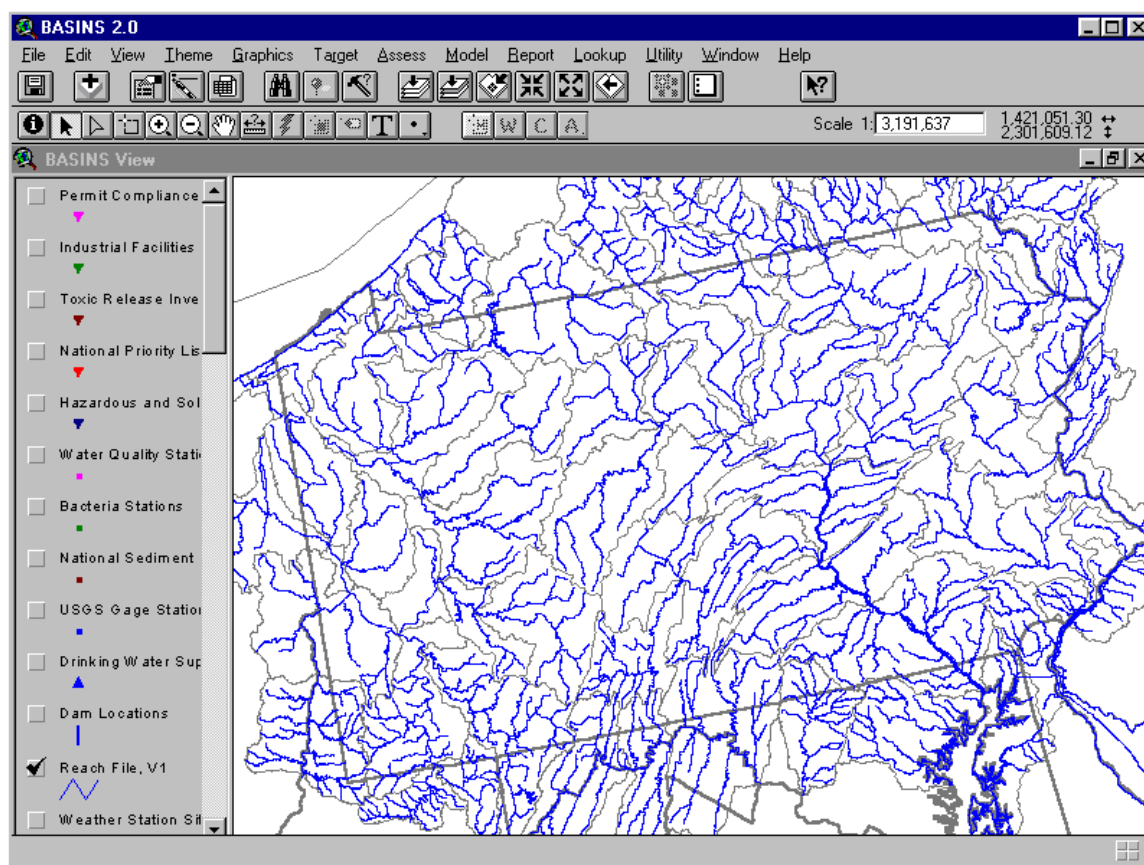 BASINS 2.0
File Edit View Theme Graphics Target Assess Model Report Lookup Utility Window Help
T W C A
Scale 1: 3,191,637 1,421,051.30
2,301,609.12
BASINS View
Permit Compliance
Industrial Facilities
Toxic Release Inve
National Priority Lis
Hazardous and Sol
Water Quality Stati
Bacteria Stations
National Sediment
USGS Gage Station
Drinking Water Sup
Dam Locations
Reach File, V1
Weather Station Sit